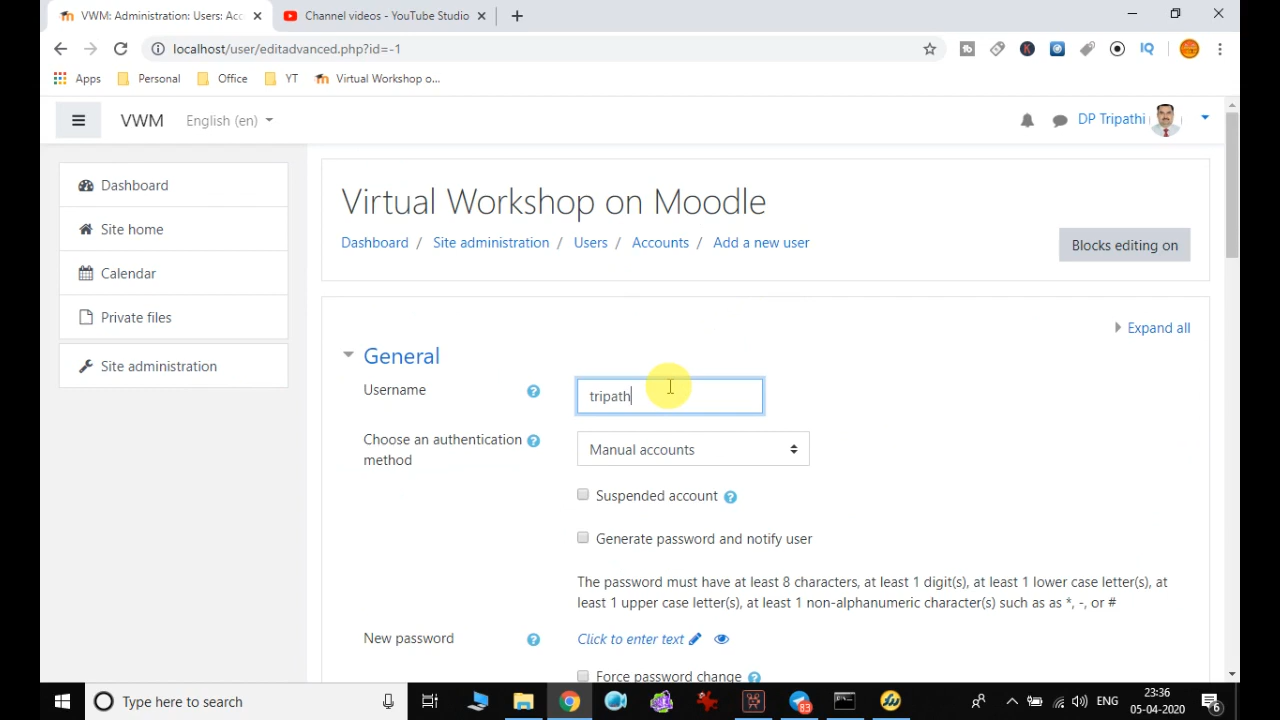 VWM: Administration: Users: Acc
Channel videos - YouTube Studio
localhost/user/editadvanced.php?id=-1
IQ
Apps
Personal
Office
YT
Virtual Workshop o...
VWM
English (en)
DP Tripathi
Dashboard
Site home
Calendar
Private files
Site administration
Virtual Workshop on Moodle
Dashboard / Site administration / Users / Accounts / Add a new user
Blocks editing on
Expand all
General
Username
tripath
Choose an authentication
method
Manual accounts
Suspended account
Generate password and notify user
The password must have at least 8 characters, at least 1 digit(s), at least 1 lower case letter(s), at
least 1 upper case letter(s), at least 1 non-alphanumeric character(s) such as as *, -, or #
New password
Click to enter text
Force password change
Type here to search
83
ENG
23:36
05-04-2020
6